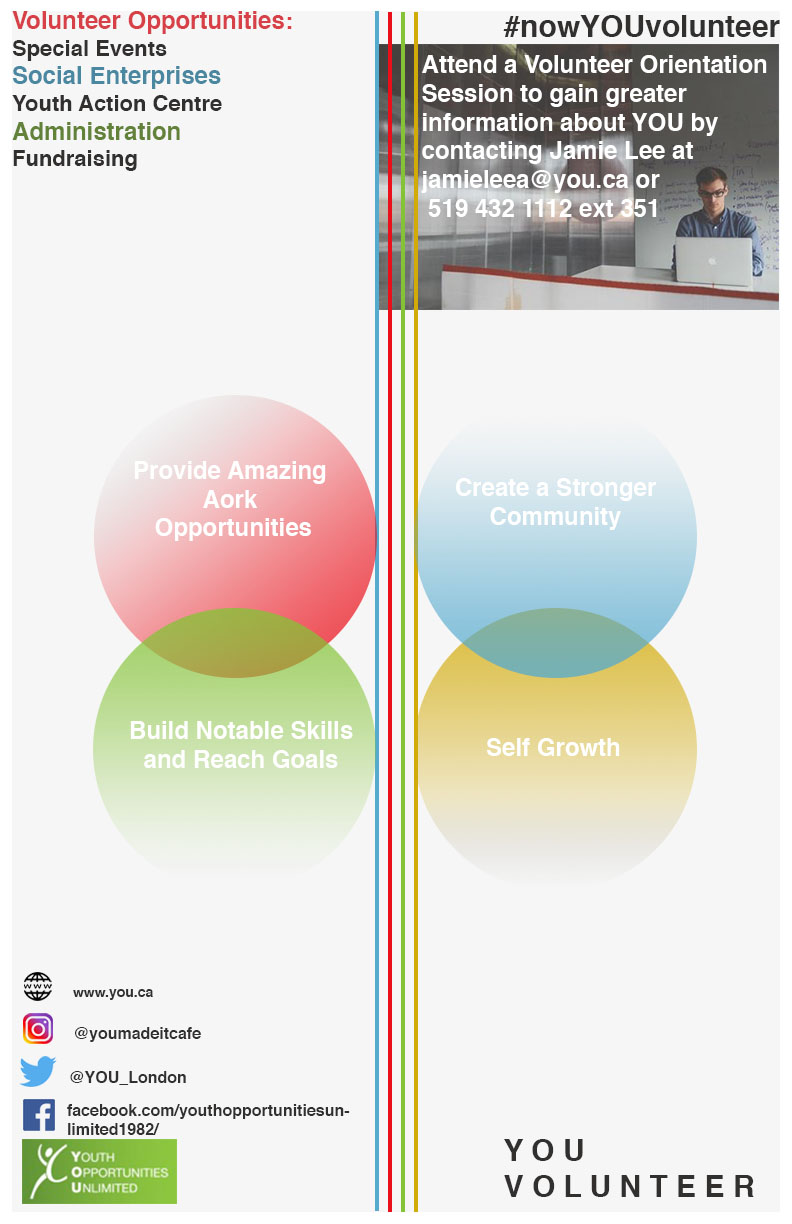 Volunteer Opportunities:
Special Events
Social Enterprises
Youth Action Centre
Administration
Fundraising
#nowYOUvolunteer
Attend a Volunteer Orientation
Session to gain greater
information about YOU by
contacting Jamie Lee at
jamieleea@you.ca or
519 432 1112 ext 351
Provide Amazing
Aork
Opportunities
Create a Stronger
Community
Build Notable Skills
and Reach Goals
Self Growth
www
www.you.ca
@youmadeitcafe
@YOU_London
facebook.com/youthopportunitiesun-
limited1982/
YOUTH
OPPORTUNITIES
UNLIMITED
YOU
VOLUNTEER